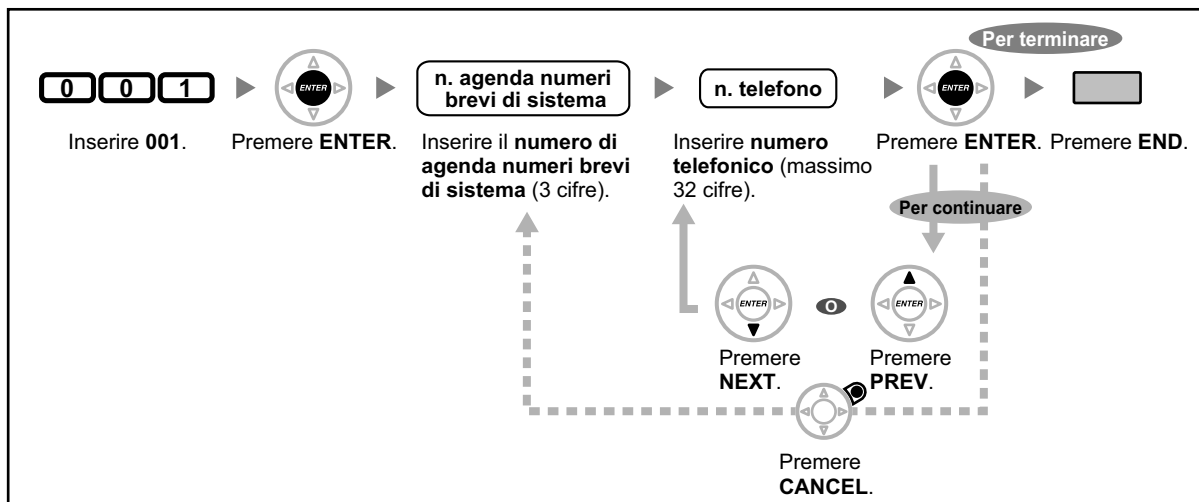 Per terminare
0 0 1
ENTER
n. agenda numeri
brevi di sistema
n. telefono
ENTER
Inserire 001.
Premere ENTER.
Inserire il numero di
agenda numeri brevi
di sistema (3 cifre).
Inserire numero
telefonico (massimo
32 cifre).
Premere ENTER.
Premere END.
Per continuare
ENTER
O
ENTER
Premere
NEXT.
Premere
PREV.
Premere
CANCEL.